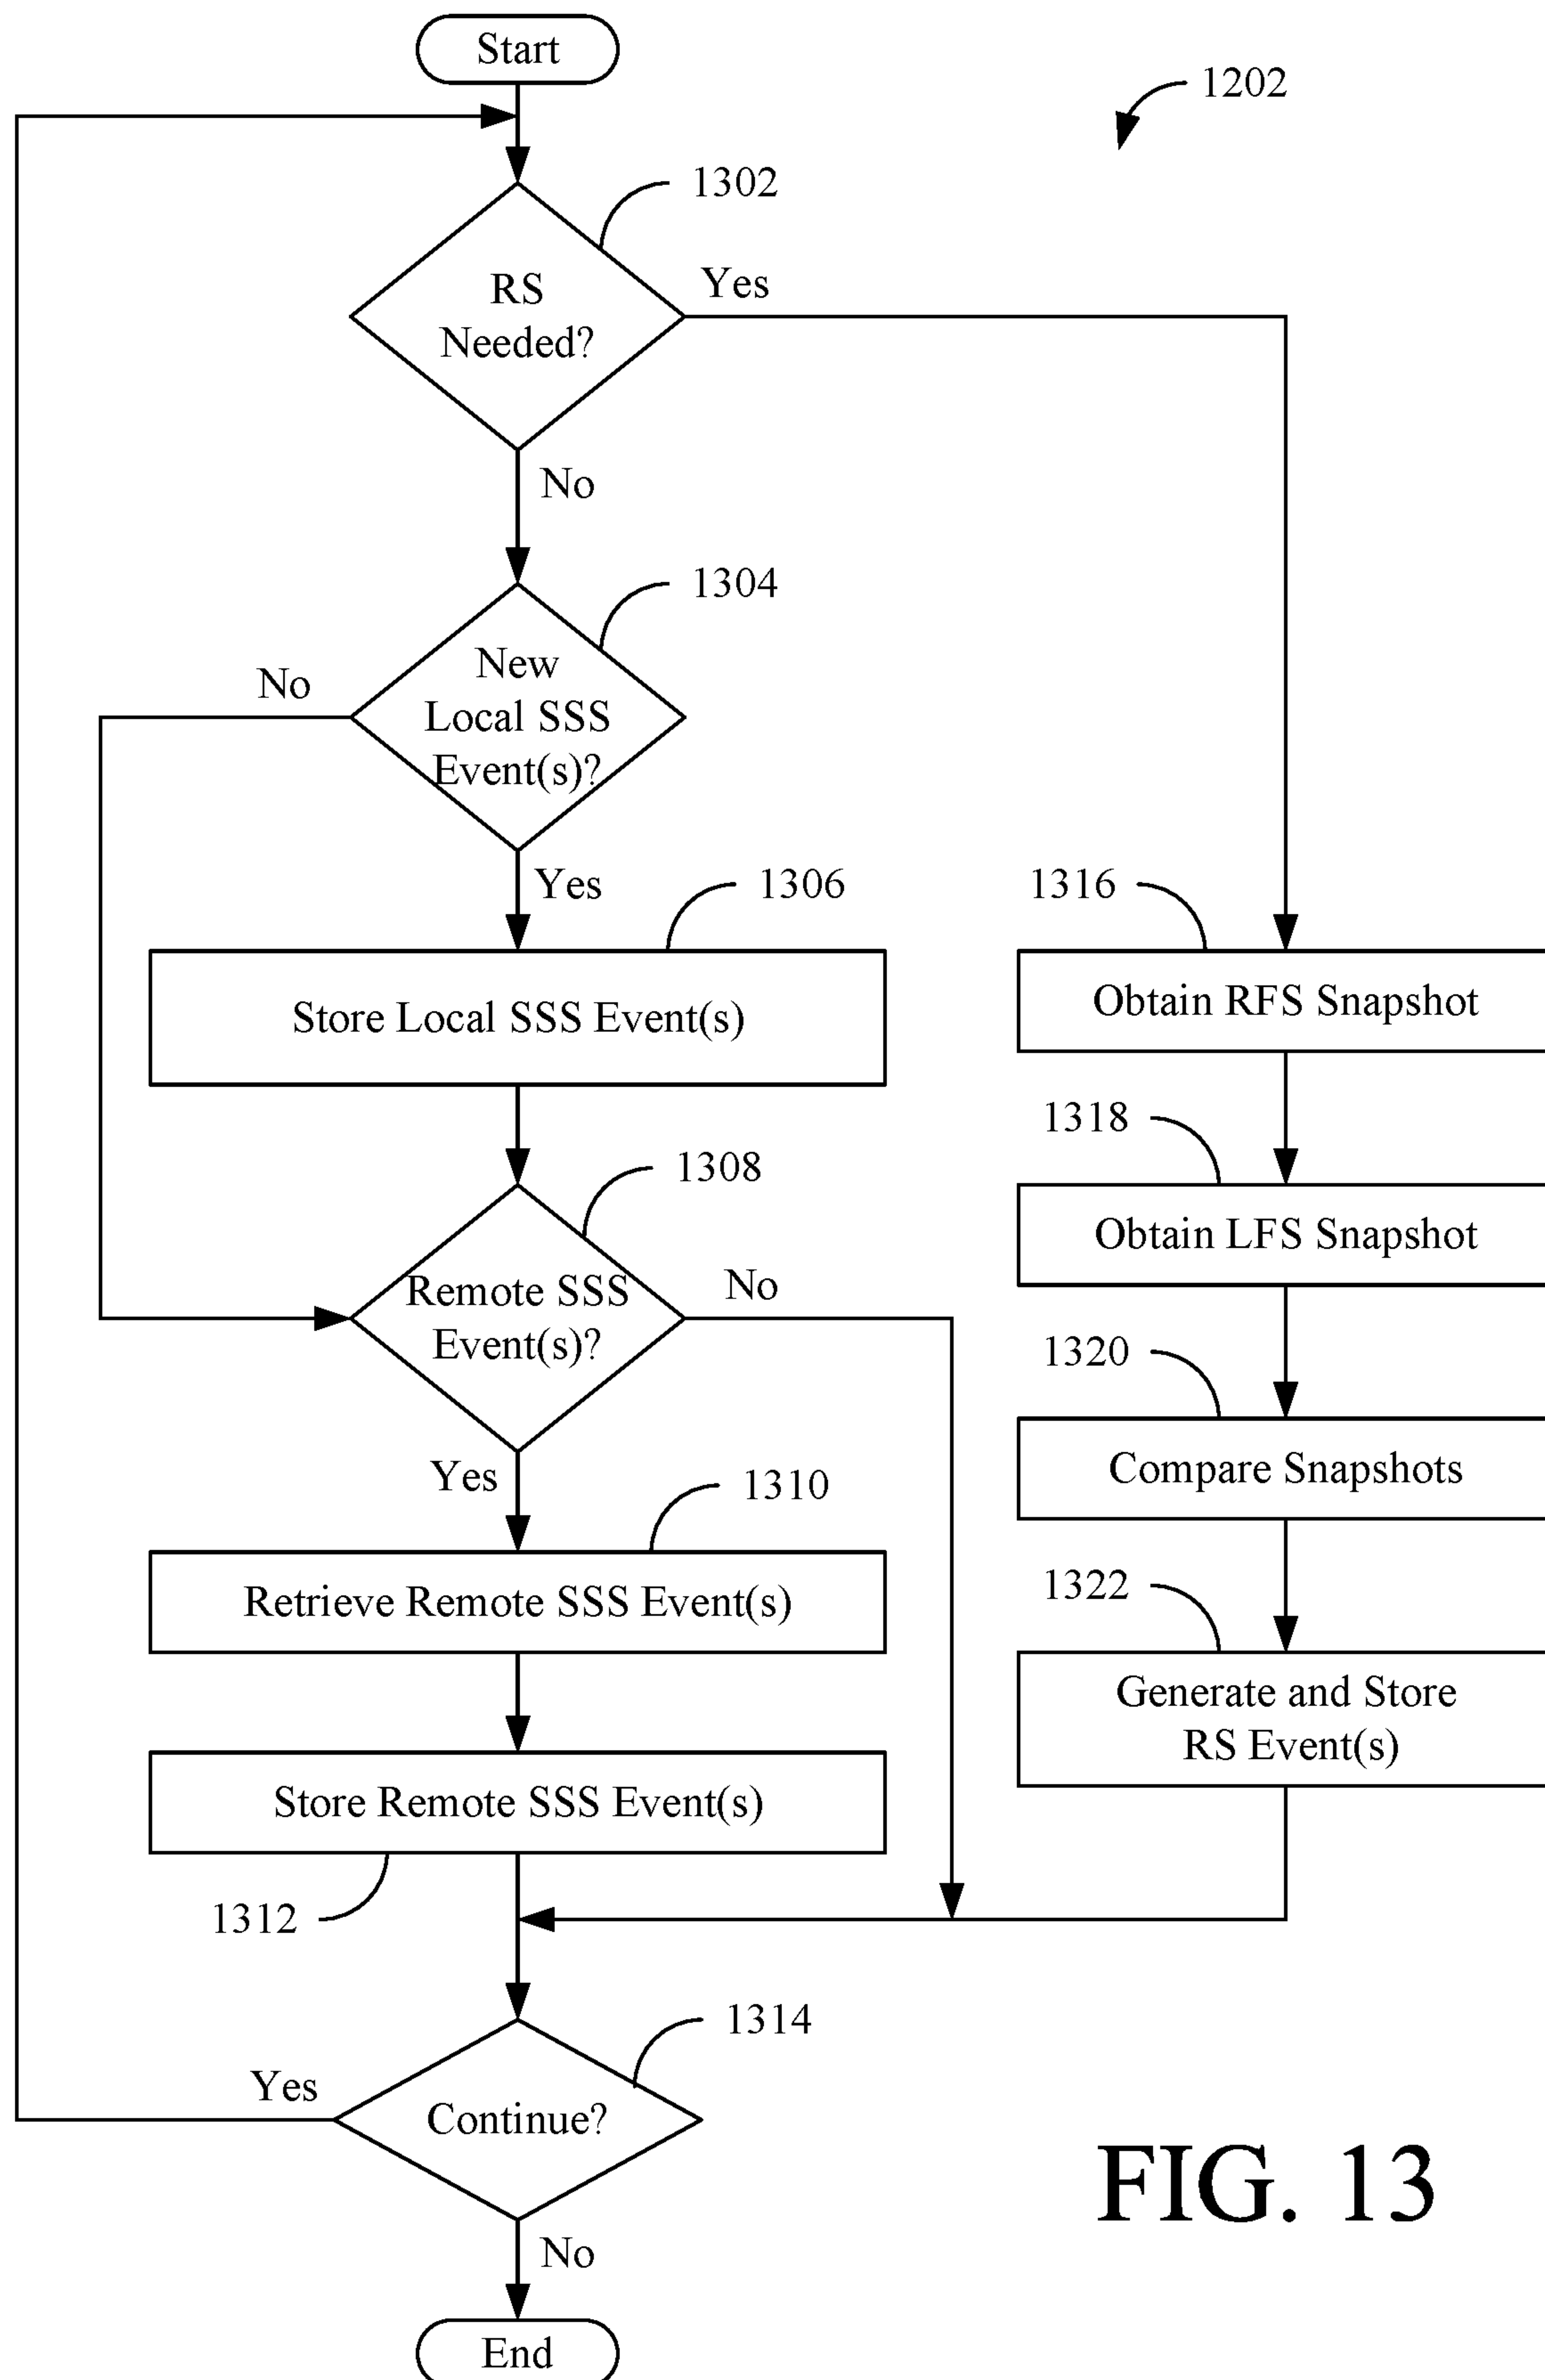 Start
1202
1302
RS
Needed?
Yes
No
1304
New
Local SSS
Event(s)?
No
Yes
1306
Store Local SSS Event(s)
1308
Remote SSS
Event(s)?
No
Yes
1310
Retrieve Remote SSS Event(s)
Store Remote SSS Event(s)
1312
1316
Obtain RFS Snapshot
1318
Obtain LFS Snapshot
1320
Compare Snapshots
1322
Generate and Store
RS Event(s)
1314
Continue?
Yes
No
End
FIG. 13